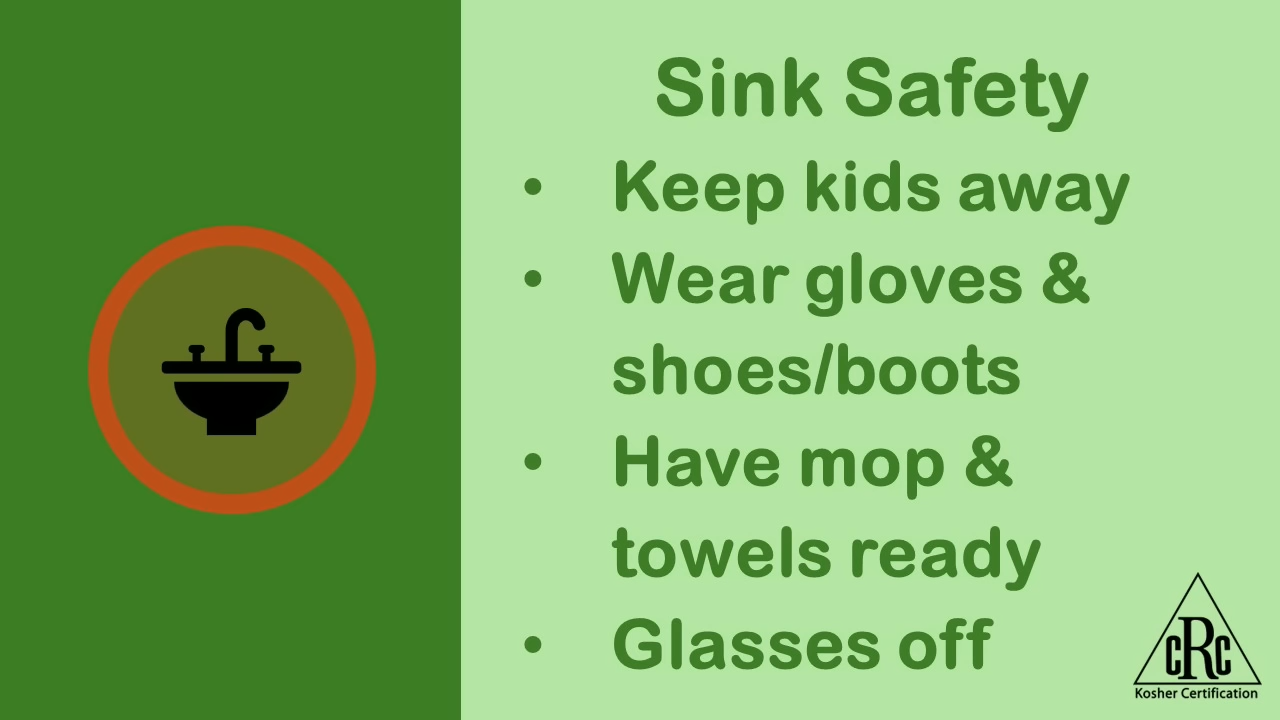 Sink Safety
• Keep kids away
• Wear gloves &
shoes/boots
• Have mop &
towels ready
• Glasses off
cRc
Kosher Certification